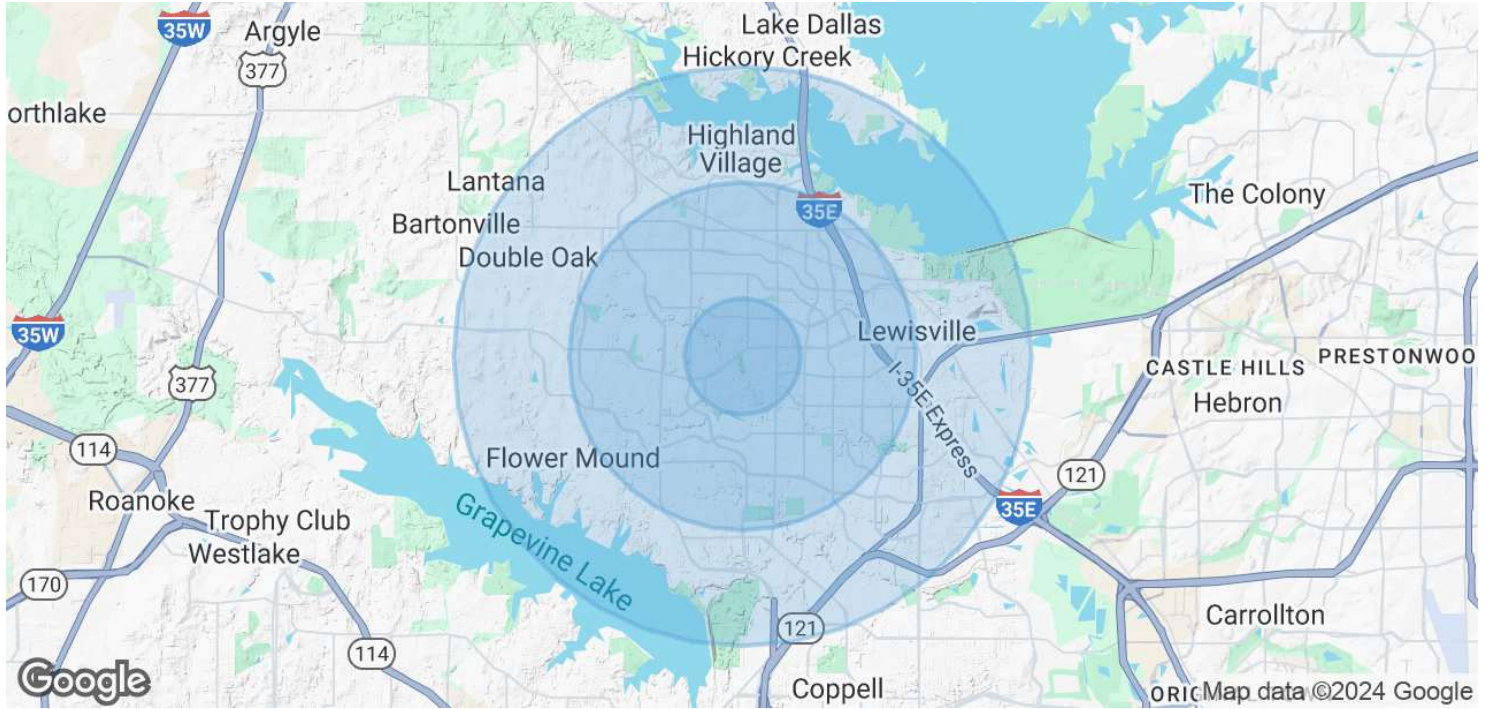 35W
Argyle
377
Lake Dallas
Hickory Creek
orthlake
Highland
Village
Lantana
35E
The Colony
Bartonville
Double Oak
35W
Lewisville
377
CASTLE HILLS
PRESTONWOO
Hebron
I-35E Express
114
Flower Mound
121
Roanoke
Grapevine Lake
35E
Trophy Club
Westlake
170
Carrollton
121
114
Google
Coppell
Map data ©2024 Google